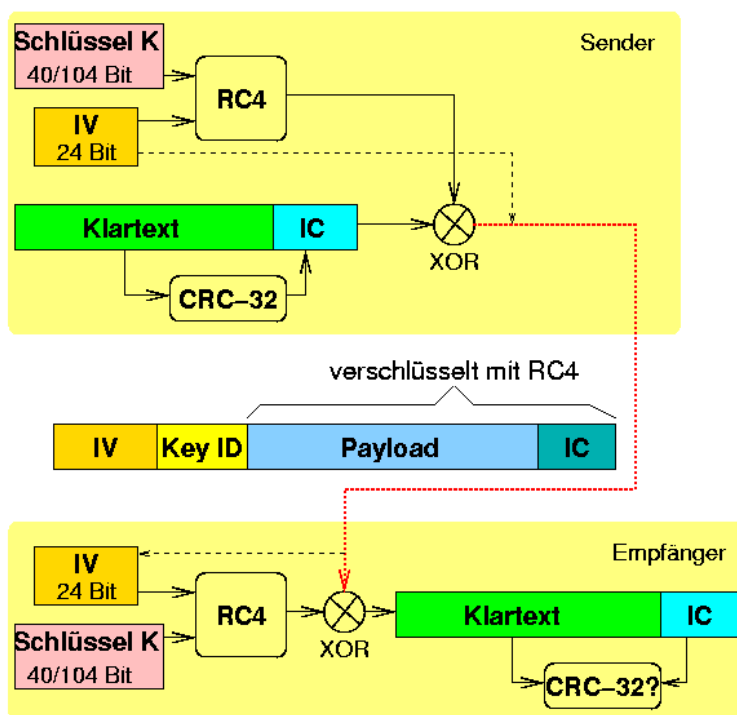 Schlüssel K
40/104 Bit
Sender
RC4
IV
24 Bit
Klartext
IC
XOR
CRC–32
verschlüsselt mit RC4
IV
Key ID
Payload
IC
IV
24 Bit
Empfänger
RC4
XOR
Klartext
IC
Schlüssel K
40/104 Bit
CRC–32?